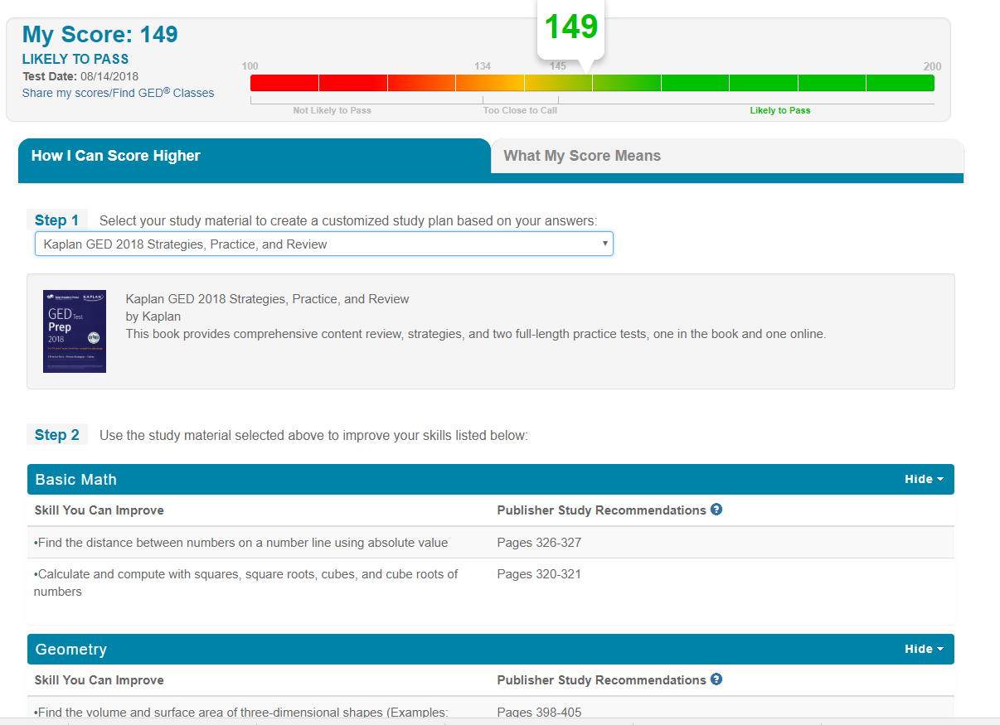 My Score: 149
149
LIKELY TO PASS
Test Date: 08/14/2018
Share my scores/Find GED® Classes
100 134 145 200
Not Likely to Pass Too Close to Call Likely to Pass
How I Can Score Higher What My Score Means
Step 1 Select your study material to create a customized study plan based on your answers:
Kaplan GED 2018 Strategies, Practice, and Review
KAPLAN
GED Test
Prep
2018
Kaplan GED 2018 Strategies, Practice, and Review
by Kaplan
This book provides comprehensive content review, strategies, and two full-length practice tests, one in the book and one online.
Step 2 Use the study material selected above to improve your skills listed below:
Basic Math Hide
Skill You Can Improve Publisher Study Recommendations ?
•Find the distance between numbers on a number line using absolute value Pages 326-327
•Calculate and compute with squares, square roots, cubes, and cube roots of Pages 320-321
numbers
Geometry Hide
Skill You Can Improve Publisher Study Recommendations ?
•Find the volume and surface area of three-dimensional shapes (Examples: Pages 398-405